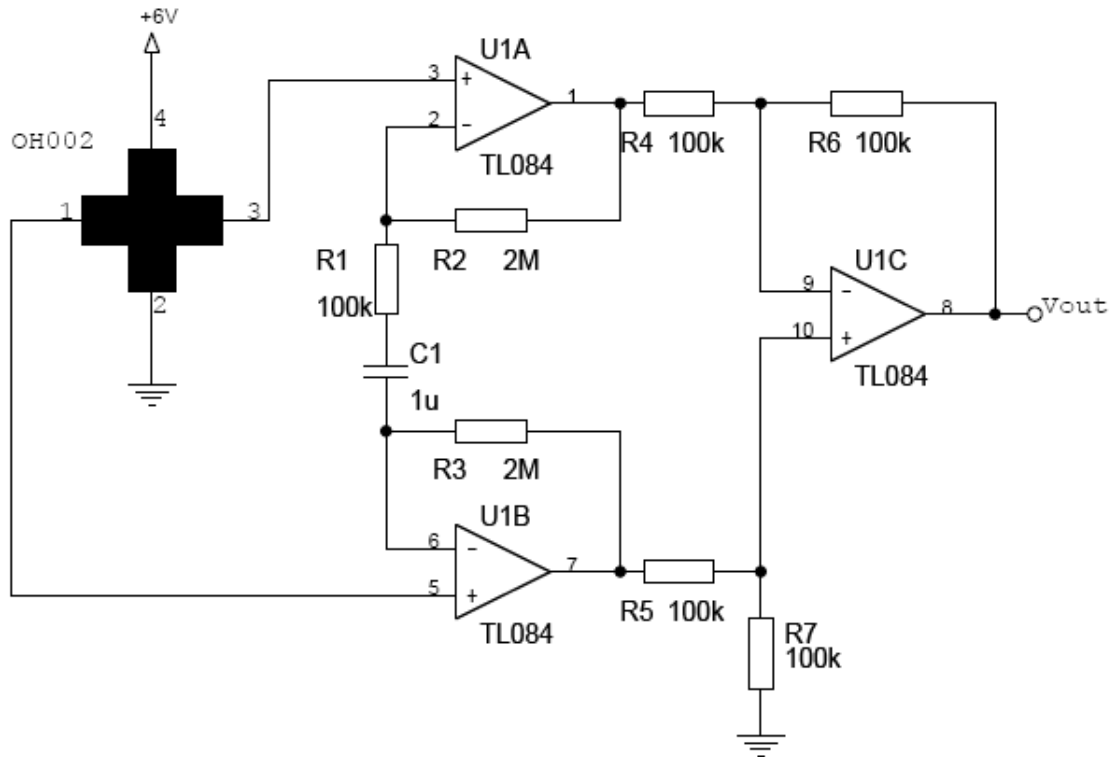 +6V
4
OH002
1
3
2
U1A
3
+
2
-
1
TL084
R4 100k
R6 100k
R1
100k
R2 2M
C1
1u
R3 2M
U1C
9
-
10
+
8
Vout
TL084
U1B
6
-
5
+
7
TL084
R5 100k
R7
100k